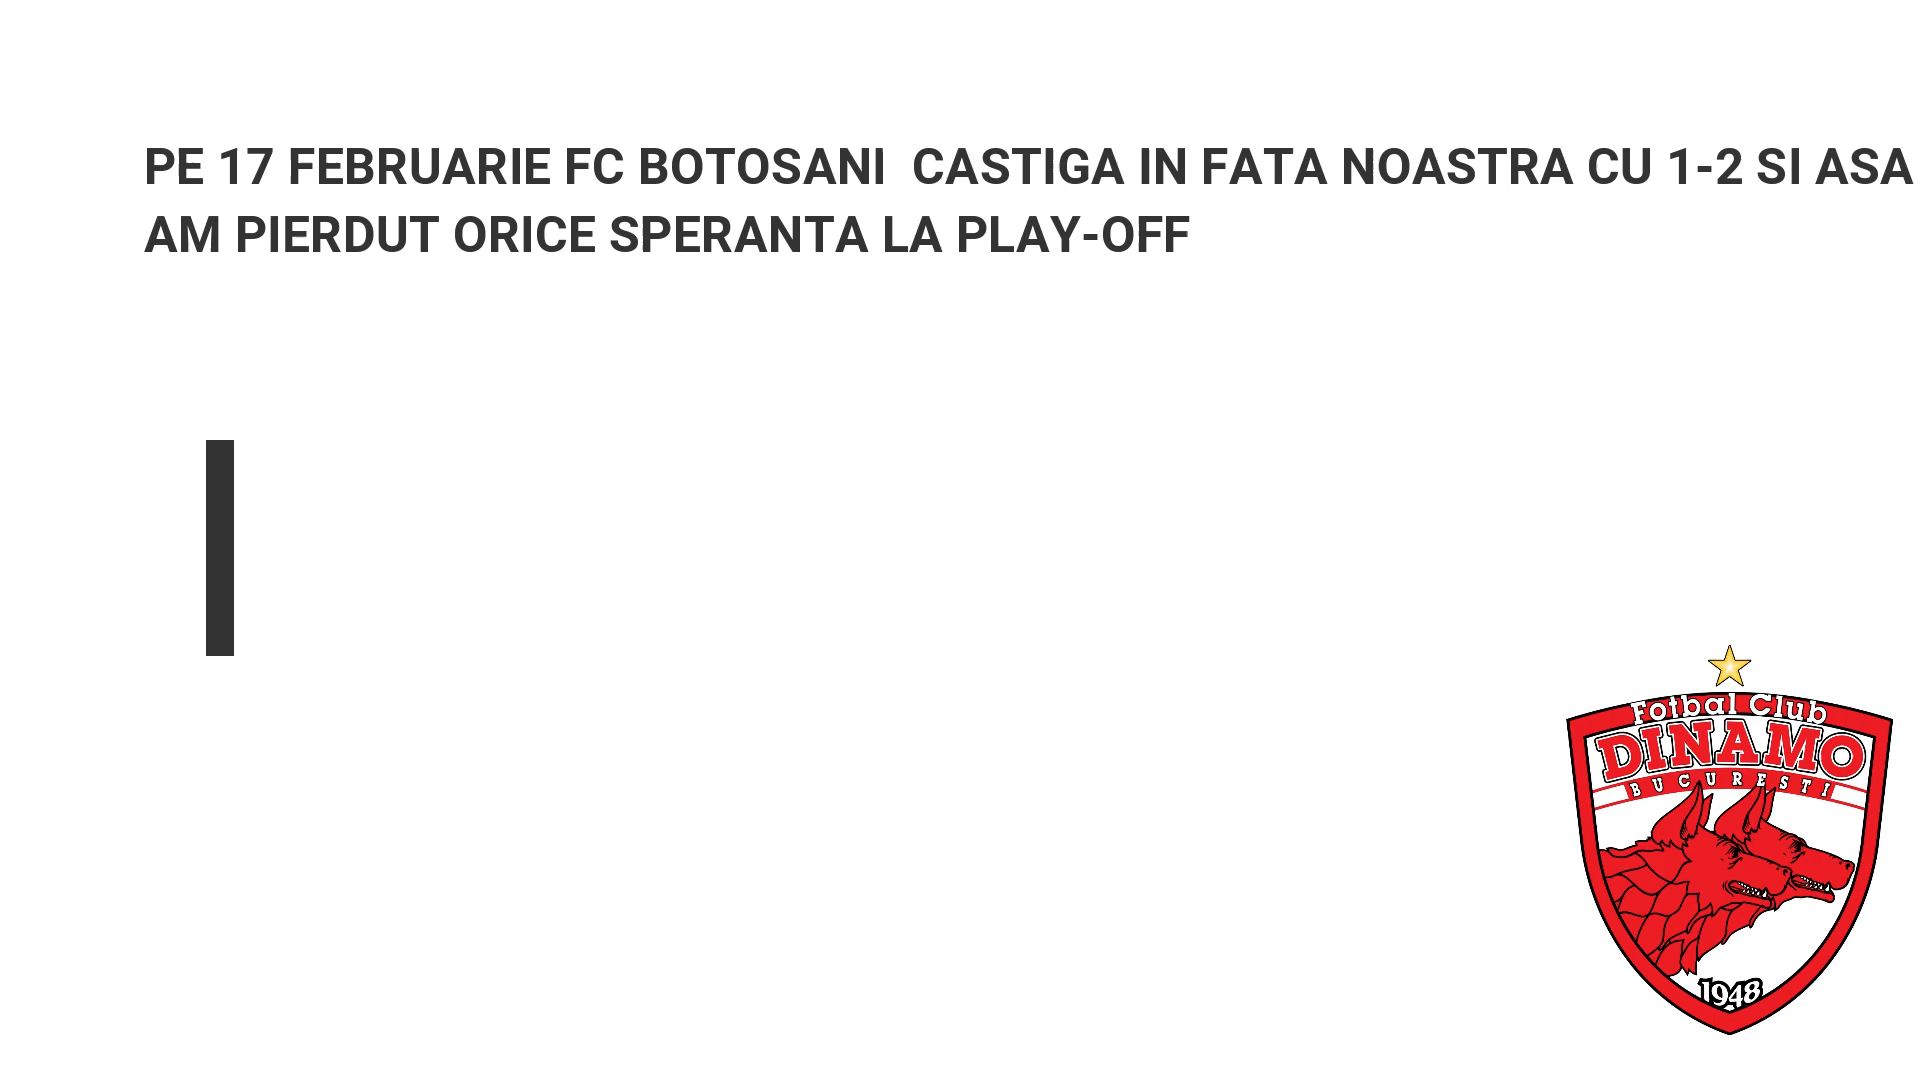 PE 17 FEBRUARIE FC BOTOSANI  CASTIGA IN FATA NOASTRA CU 1-2 SI ASA
AM PIERDUT ORICE SPERANTA LA PLAY-OFF
Fotbal Club
DINAMO
BUCURESTI
1948